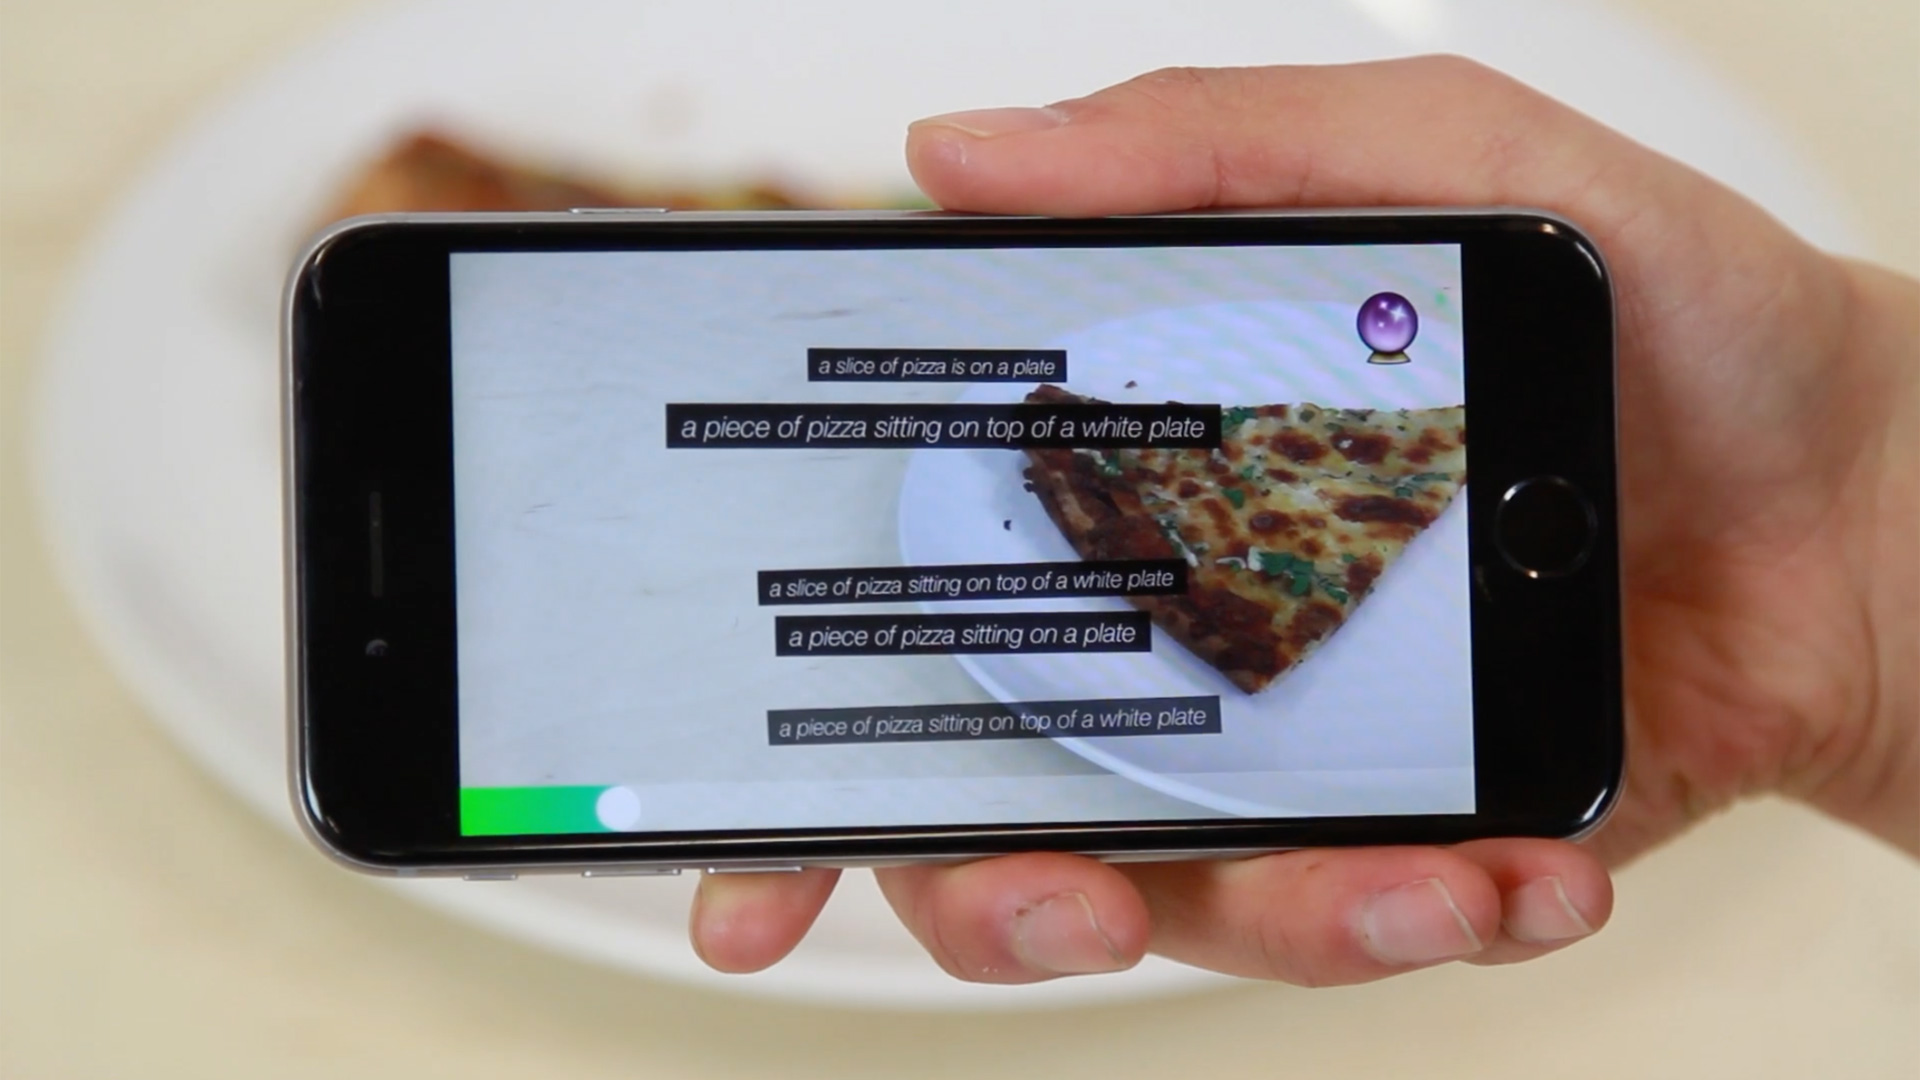 a slice of pizza is on a plate
a piece of pizza sitting on top of a white plate
a slice of pizza sitting on top of a white plate
a piece of pizza sitting on a plate
a piece of pizza sitting on top of a white plate